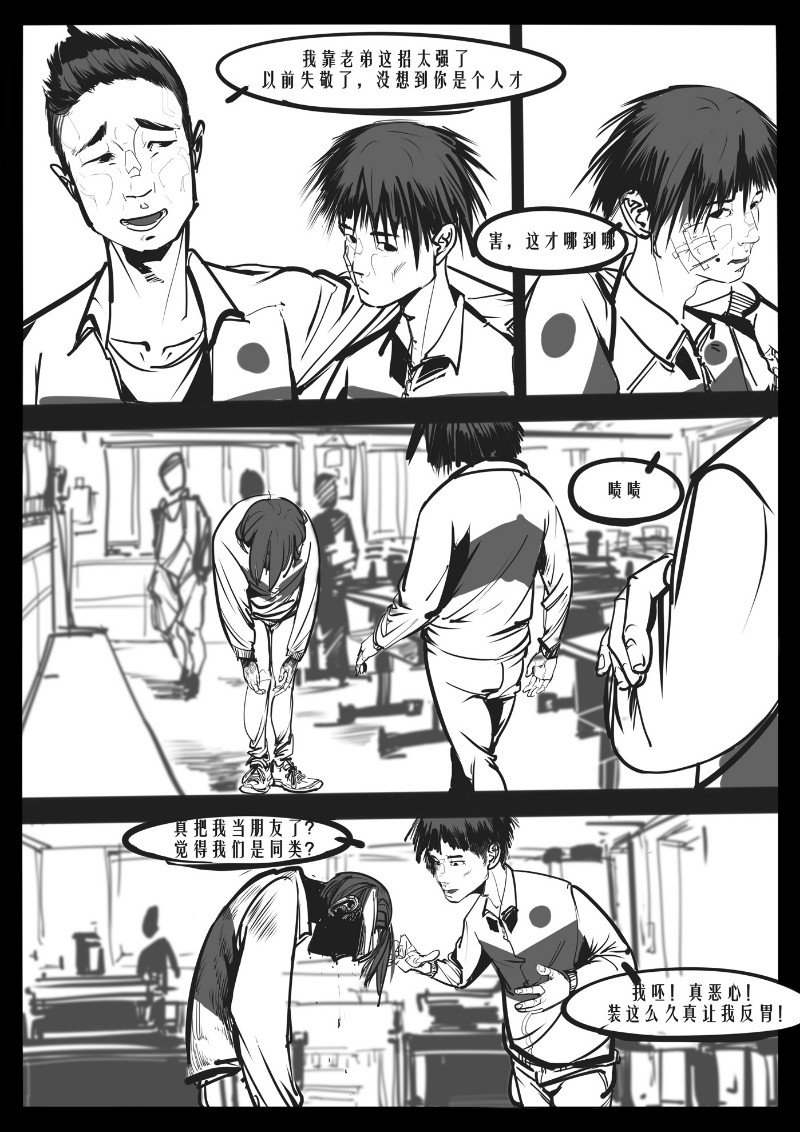 我靠老弟这招太强了
以前失敬了，没想到你是个人才
害，这才哪到哪
啧啧
真把我当朋友了？
觉得我们是同类？
我呸！真恶心！
装这么久真让我反胃！